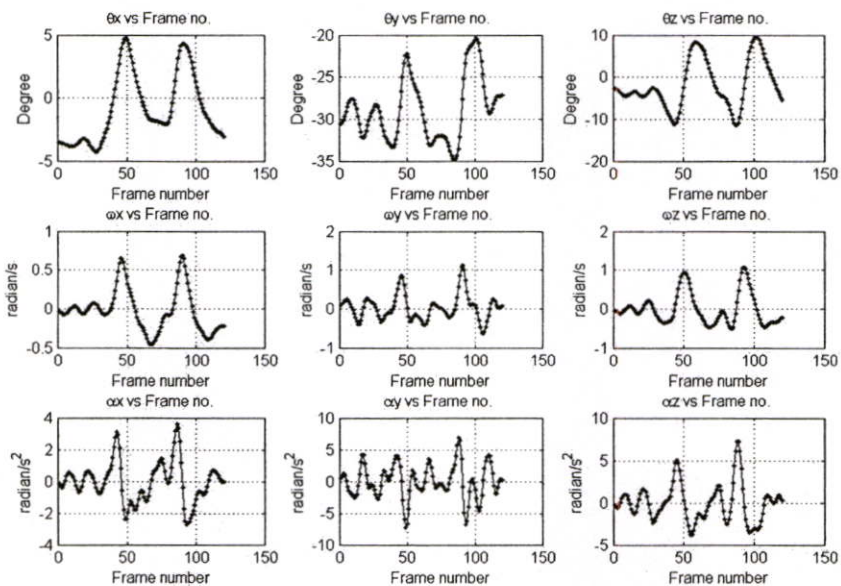 θx vs Frame no. θy vs Frame no. θz vs Frame no.
Degree Degree Degree
5 -20 10
0 -25 0
-30 -10
-5 -35 -20
0 50 100 150 0 50 100 150 0 50 100 150
Frame number Frame number Frame number
ωx vs Frame no. ωy vs Frame no. ωz vs Frame no.
radian/s radian/s radian/s
1 2 2
0.5 1 1
0 0 0
-0.5 -1 -1
0 50 100 150 0 50 100 150 0 50 100 150
Frame number Frame number Frame number
αx vs Frame no. αy vs Frame no. αz vs Frame no.
radian/s² radian/s² radian/s²
4 10 10
2 5 5
0 0 0
-2 -5
-4 -10 -5
0 50 100 150 0 50 100 150 0 50 100 150
Frame number Frame number Frame number